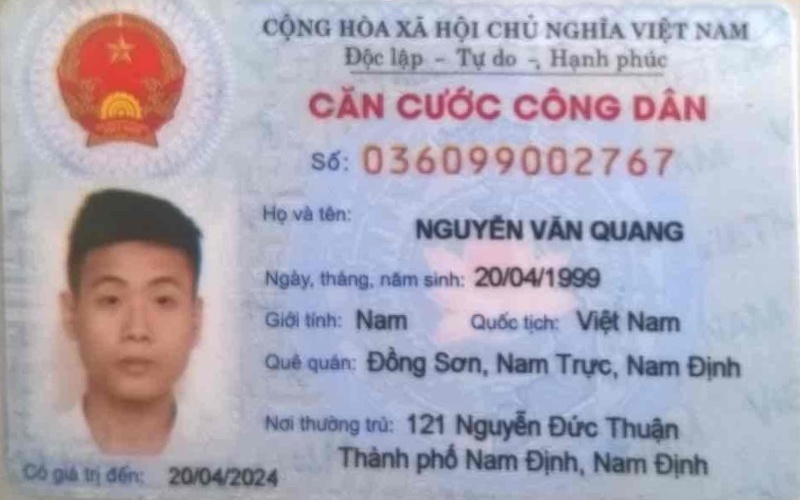 CỘNG HÒA XÃ HỘI CHỦ NGHĨA VIỆT NAM
Độc lập - Tự do - Hạnh phúc
CĂN CƯỚC CÔNG DÂN
Số: 036099002767
Họ và tên: NGUYỄN VĂN QUANG
Ngày, tháng, năm sinh: 20/04/1999
Giới tính: Nam Quốc tịch: Việt Nam
Quê quán: Đồng Sơn, Nam Trực, Nam Định
Nơi thường trú: 121 Nguyễn Đức Thuận
Thành phố Nam Định, Nam Định
Có giá trị đến: 20/04/2024